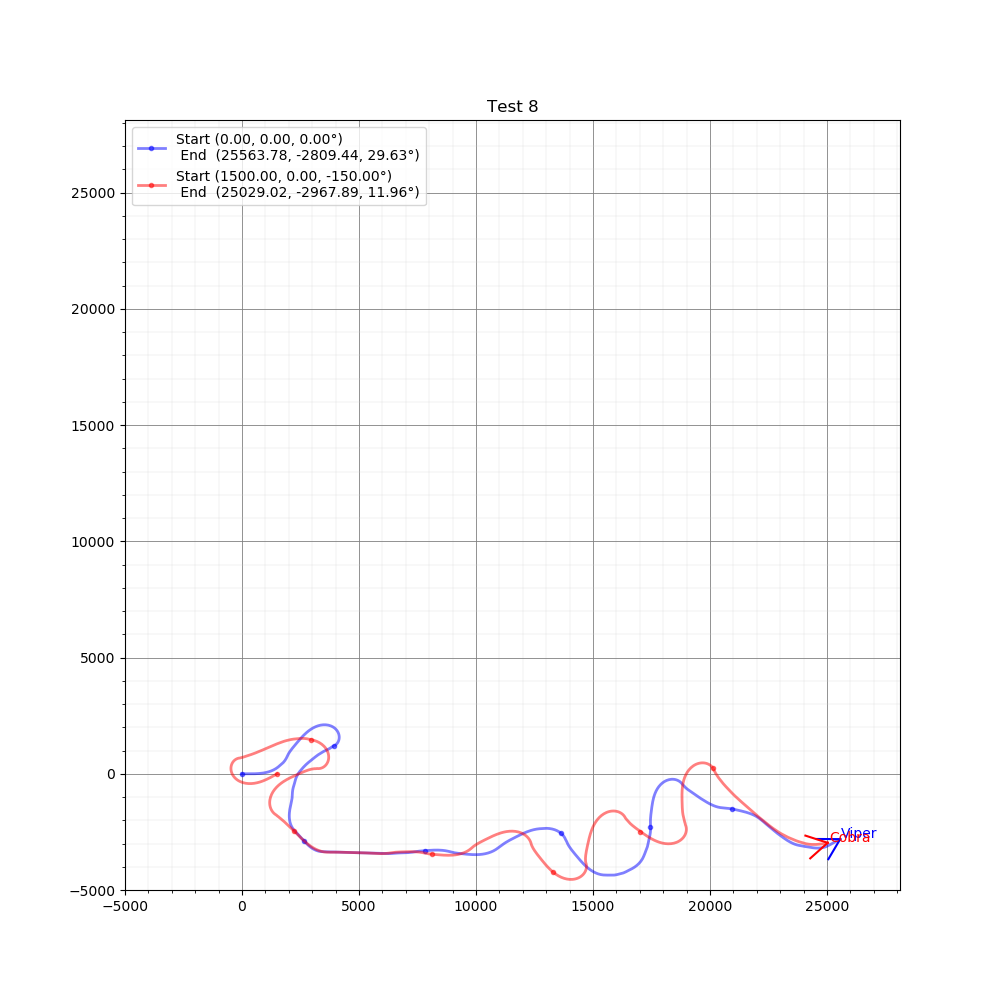 Test 8
Start (0.00, 0.00, 0.00°)
End  (25563.78, -2809.44, 29.63°)
Start (1500.00, 0.00, -150.00°)
End  (25029.02, -2967.89, 11.96°)
25000
20000
15000
10000
5000
0
−5000
Viper
Cobra
−5000 0 5000 10000 15000 20000 25000